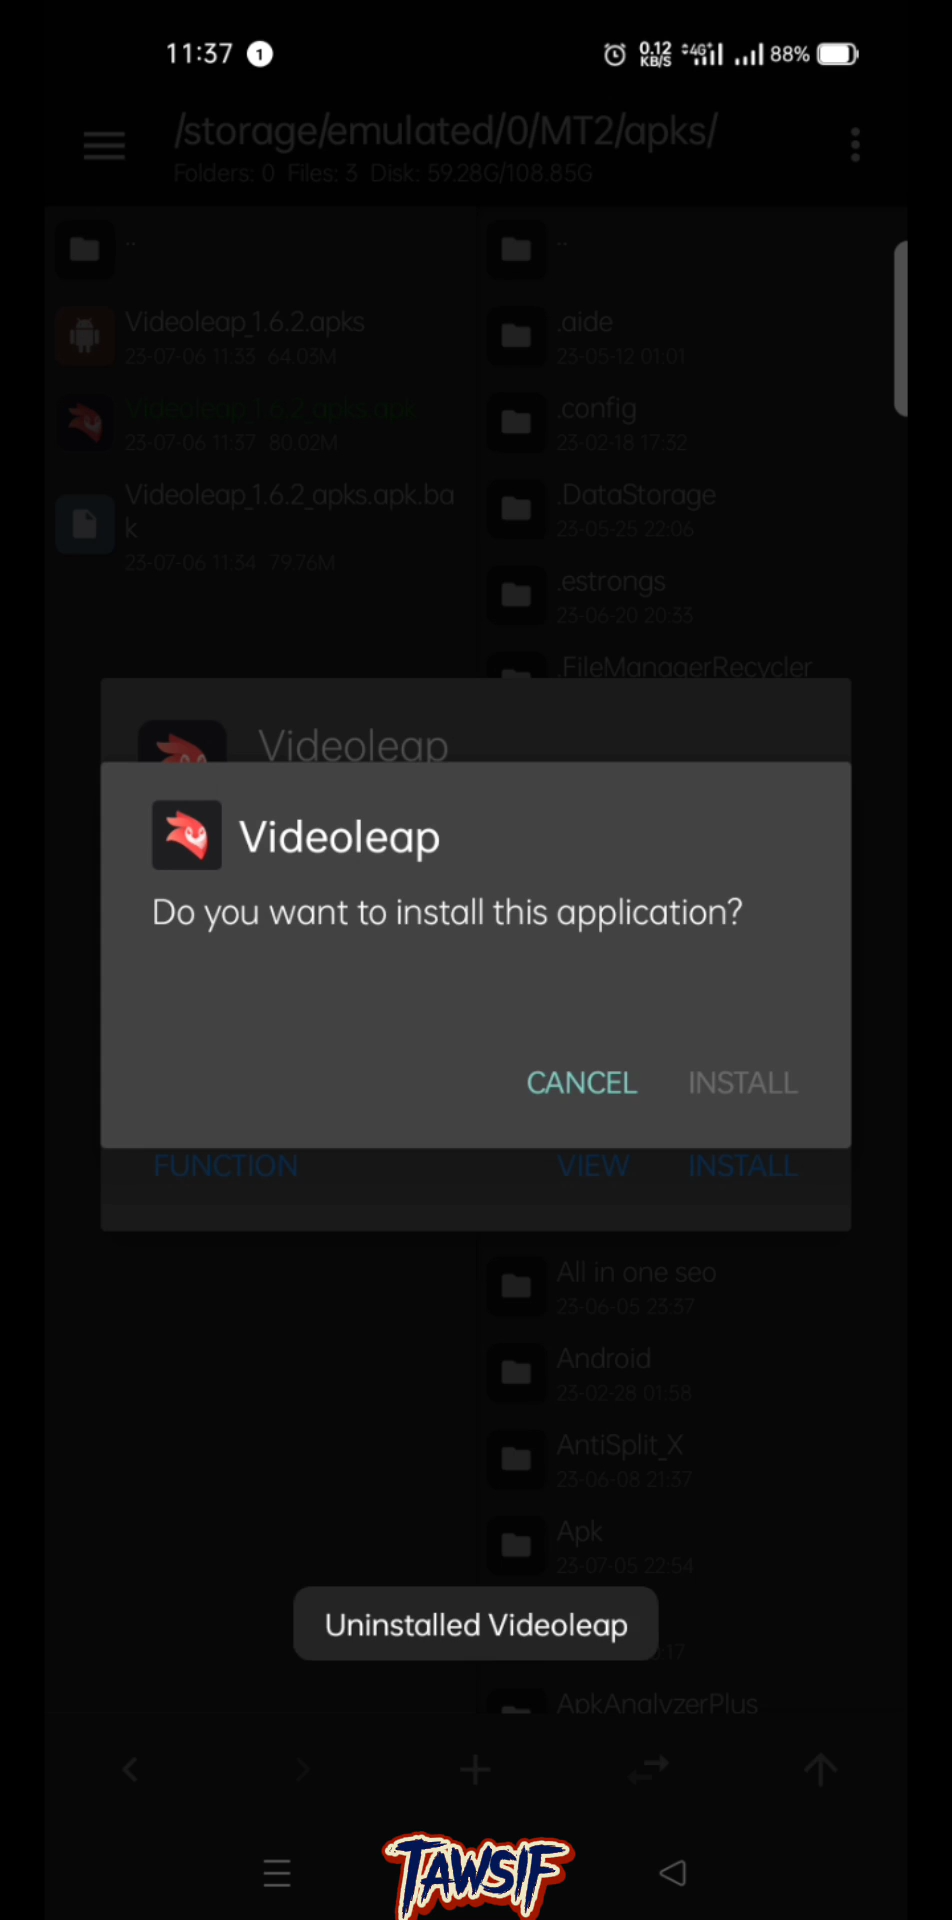 11:37 1 0.12 KB/S 4G+ 88%
/storage/emulated/0/MT2/apks/
Folders: 0 Files: 3 Disk: 59.28G/108.85G
..
Videoleap_1.6.2.apks
23-07-06 11:33 64.03M
Videoleap_1.6.2_apks.apk
23-07-06 11:37 80.02M
Videoleap_1.6.2_apks.apk.ba
k
23-07-06 11:34 79.76M
..
.aide
23-05-12 01:01
.config
23-02-18 17:32
.DataStorage
23-05-25 22:06
.estrongs
23-06-20 20:33
.FileManagerRecycler
Videoleap
Videoleap
Do you want to install this application?
CANCEL INSTALL
FUNCTION VIEW INSTALL
All in one seo
23-06-05 23:37
Android
23-02-28 01:58
AntiSplit_X
23-06-08 21:37
Apk
23-07-05 22:54
Uninstalled Videoleap
:17
ApkAnalyzerPlus
TAWSIF